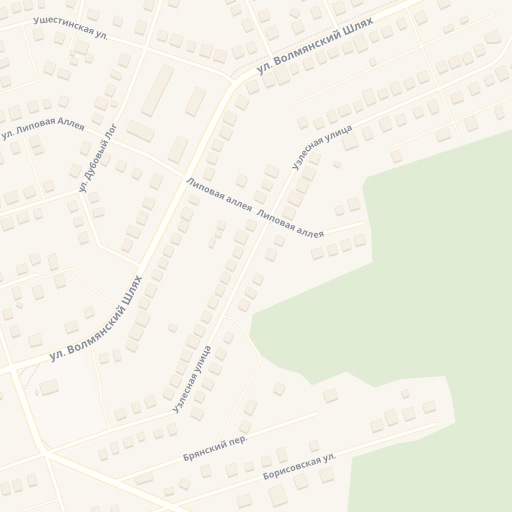 Ушестинская ул.
ул. Волмянский Шлях
ул. Липовая Аллея
Узлесная улица
ул. Дубовый Лог
Липовая аллея
Липовая аллея
ул. Волмянский Шлях
Узлесная улица
Брянский пер.
Борисовская ул.